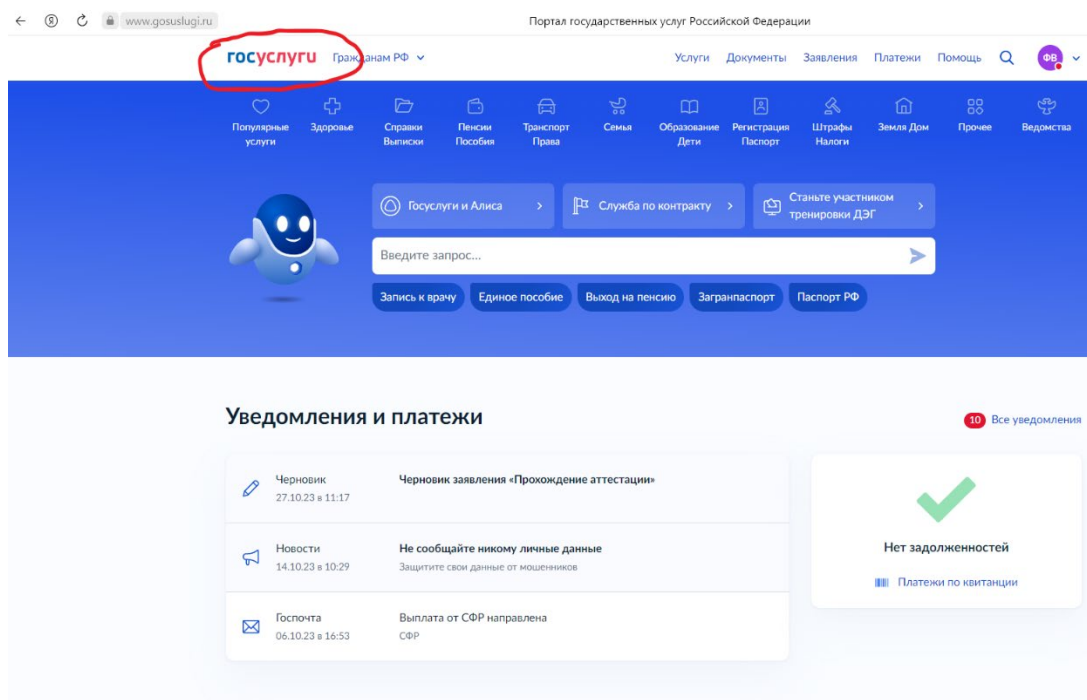 www.gosuslugi.ru
Портал государственных услуг Российской Федерации
госуслуги Гражданам РФ
Услуги Документы Заявления Платежи Помощь ФВ
Популярные услуги
Здоровье
Справки Выписки
Пенсии Пособия
Транспорт Права
Семья
Образование Дети
Регистрация Паспорт
Штрафы Налоги
Земля Дом
Прочее
Ведомства
Госуслуги и Алиса
Служба по контракту
Станьте участником
тренировки ДЭГ
Введите запрос...
Запись к врачу Единое пособие Выход на пенсию Загранпаспорт Паспорт РФ
Уведомления и платежи
10 Все уведомления
Черновик
27.10.23 в 11:17
Черновик заявления «Прохождение аттестации»
Новости
14.10.23 в 10:29
Не сообщайте никому личные данные
Защитите свои данные от мошенников
Госпочта
06.10.23 в 16:53
Выплата от СФР направлена
СФР
Нет задолженностей
Платежи по квитанции